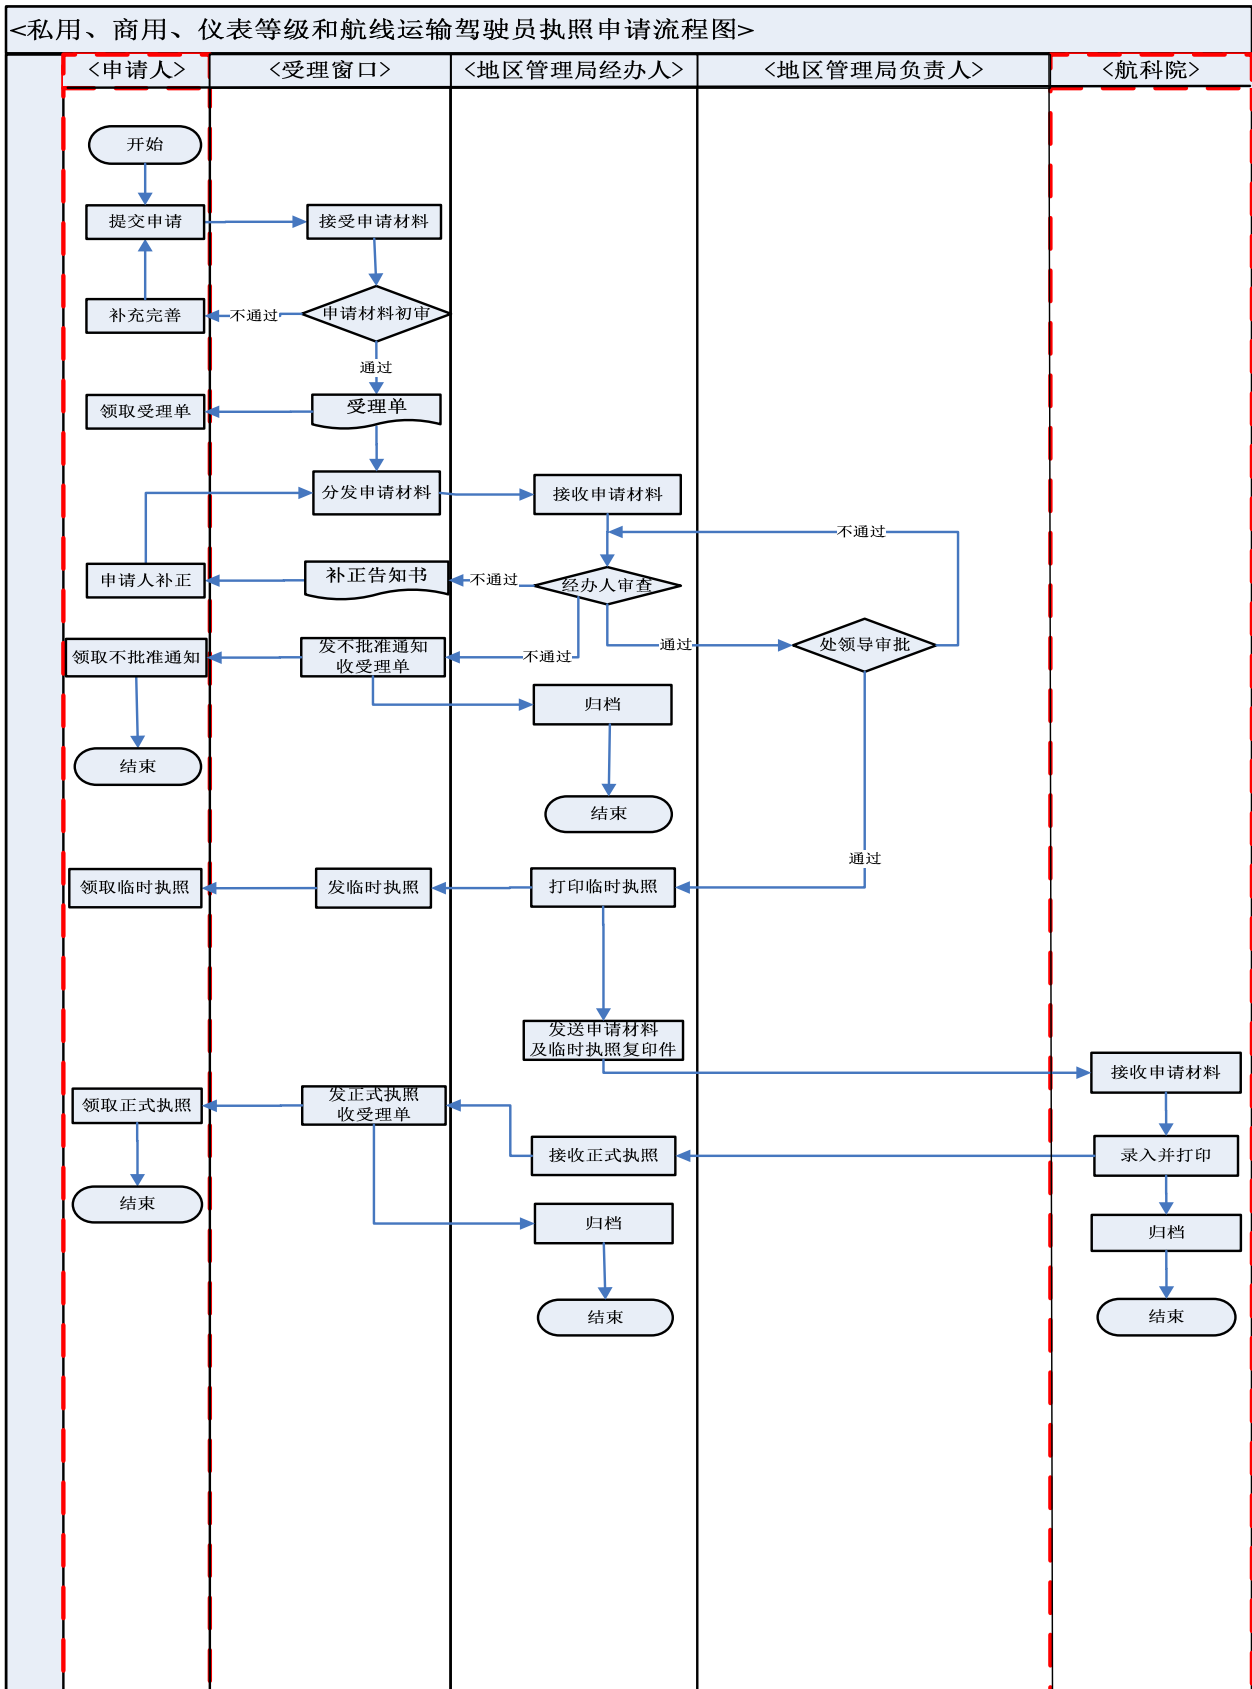 <私用、商用、仪表等级和航线运输驾驶员执照申请流程图>
<申请人>
<受理窗口>
<地区管理局经办人>
<地区管理局负责人>
<航科院>
开始
提交申请
接受申请材料
补充完善
不通过
申请材料初审
通过
领取受理单
受理单
分发申请材料
接收申请材料
不通过
申请人补正
补正告知书
不通过
经办人审查
领取不批准通知
发不批准通知
收受理单
不通过
通过
处领导审批
归档
结束
结束
通过
领取临时执照
发临时执照
打印临时执照
发送申请材料
及临时执照复印件
接收申请材料
领取正式执照
发正式执照
收受理单
接收正式执照
录入并打印
结束
归档
归档
结束
结束